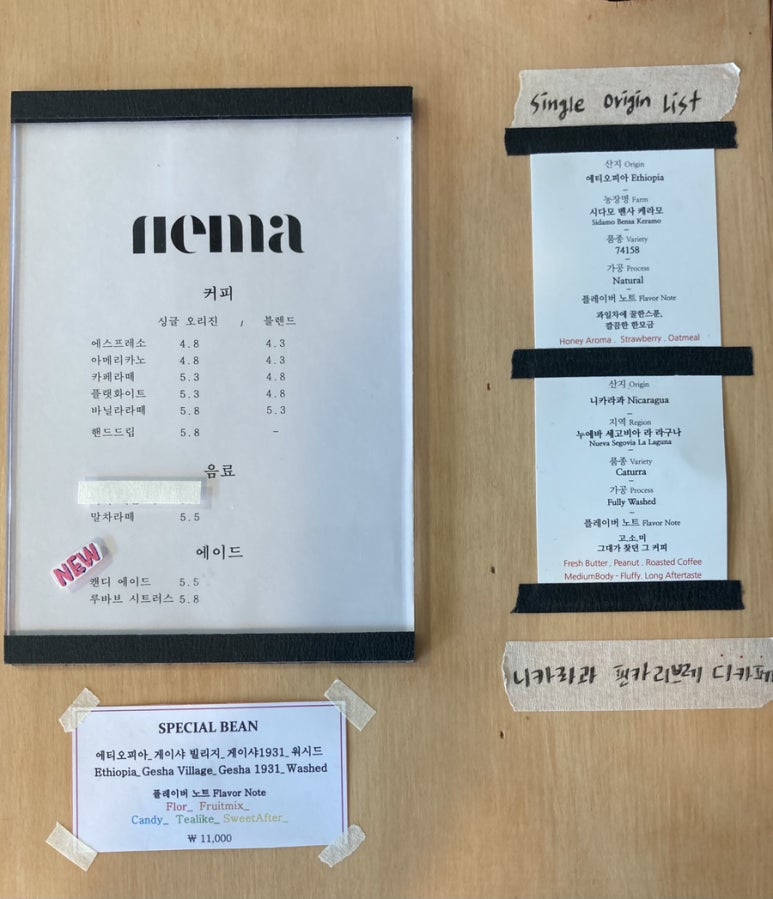 nema
커피
싱글 오리진 , 블렌드
에스프레소 4.8 4.3
아메리카노 4.8 4.3
카페라떼 5.3 4.8
플랫화이트 5.3 4.8
바닐라라떼 5.8 5.3
핸드드립 5.8 –
음료
말차라떼 5.5
에이드
NEW
캔디 에이드 5.5
루바브 시트러스 5.8
SPECIAL BEAN
에티오피아_게이샤 빌리지_게이샤1931_워시드
Ethiopia_Gesha Village_Gesha 1931_Washed
플레이버 노트 Flavor Note
Flor_ Fruitmix_
Candy_ Tealike_ SweetAfter_
₩ 11,000
Single Origin List
산지 Origin
에티오피아 Ethiopia
–
농장명 Farm
시다모 벤사 케라모
Sidamo Bensa Keramo
–
품종 Variety
74158
–
가공 Process
Natural
–
플레이버 노트 Flavor Note
과일차에 꿀한스푼,
깔끔한 한모금
Honey Aroma . Strawberry . Oatmeal
산지 Origin
니카라과 Nicaragua
–
지역 Region
누에바 세고비아 라 라구나
Nueva Segovia La Laguna
–
품종 Variety
Caturra
–
가공 Process
Fully Washed
–
플레이버 노트 Flavor Note
고.소.미
그대가 찾던 그 커피
Fresh Butter . Peanut . Roasted Coffee
MediumBody - Fluffy. Long Aftertaste
니카라과 팬카리브레 디카페